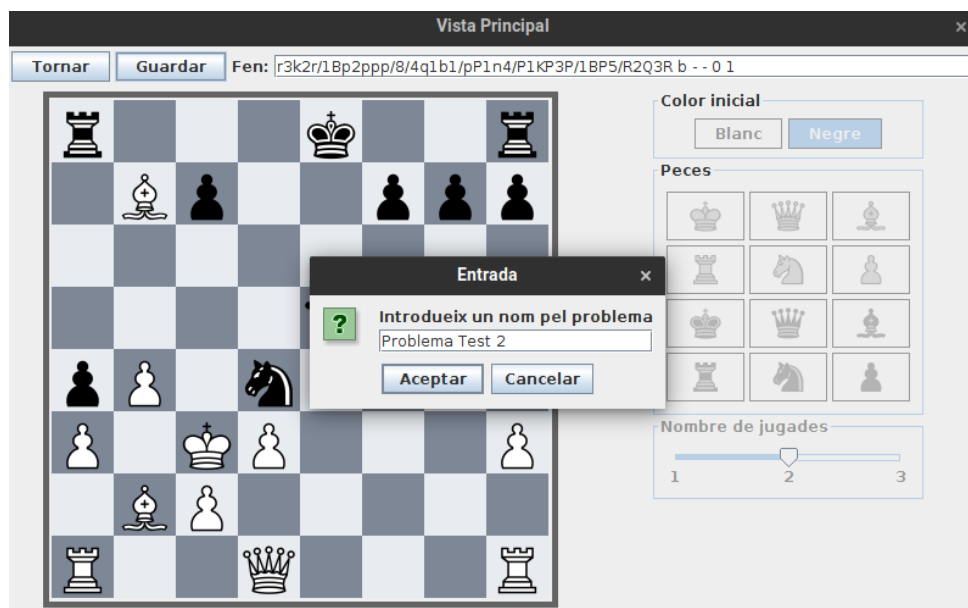 Vista Principal ×
Tornar Guardar Fen: r3k2r/1Bp2ppp/8/4q1b1/pP1n4/P1KP3P/1BP5/R2Q3R b - - 0 1
Color inicial
Blanc Negre
Peces
Entrada ×
Introdueix un nom pel problema
?
Problema Test 2
Aceptar Cancelar
Nombre de jugades
1 2 3